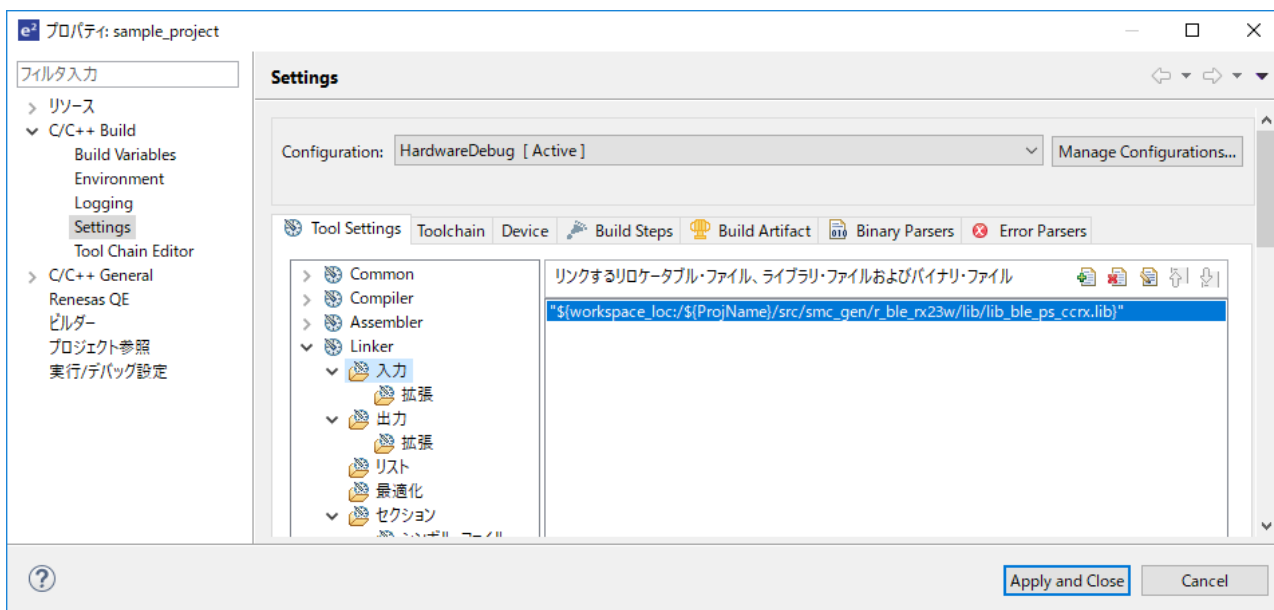 e² プロパティ: sample_project
フィルタ入力
リソース
C/C++ Build
Build Variables
Environment
Logging
Settings
Tool Chain Editor
C/C++ General
Renesas QE
ビルダー
プロジェクト参照
実行/デバッグ設定
Settings
Configuration: HardwareDebug [ Active ] Manage Configurations...
Tool Settings Toolchain Device Build Steps Build Artifact Binary Parsers Error Parsers
Common
Compiler
Assembler
Linker
入力
拡張
出力
拡張
リスト
最適化
セクション
リンクするリロケータブル・ファイル、ライブラリ・ファイルおよびバイナリ・ファイル
"${workspace_loc:/${ProjName}/src/smc_gen/r_ble_rx23w/lib/lib_ble_ps_ccrx.lib}"
Apply and Close Cancel